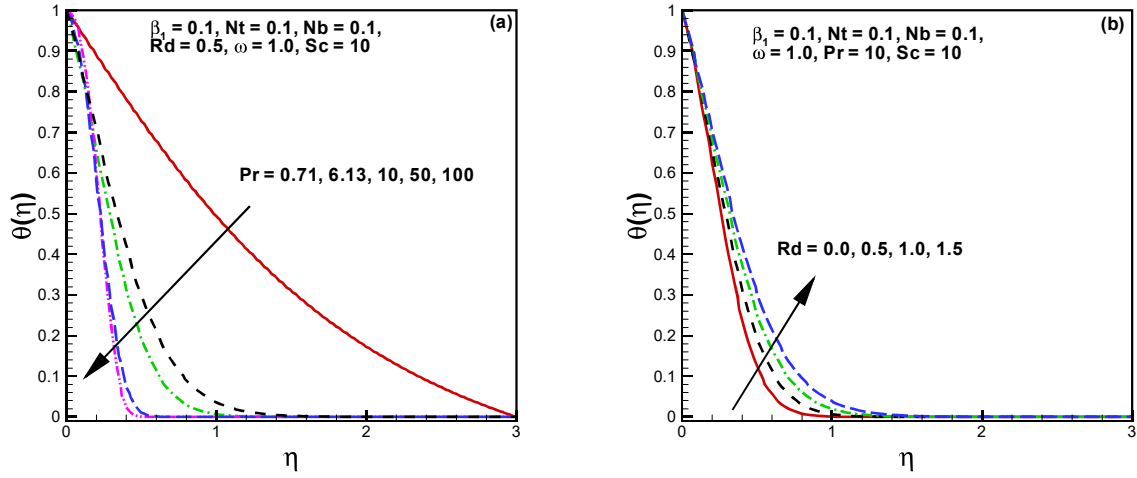 (a)
β₁ = 0.1, Nt = 0.1, Nb = 0.1,
Rd = 0.5, ω = 1.0, Sc = 10
Pr = 0.71, 6.13, 10, 50, 100
θ(η)
1
0.9
0.8
0.7
0.6
0.5
0.4
0.3
0.2
0.1
0
0 1 2 3
η
(b)
β₁ = 0.1, Nt = 0.1, Nb = 0.1,
ω = 1.0, Pr = 10, Sc = 10
Rd = 0.0, 0.5, 1.0, 1.5
θ(η)
1
0.9
0.8
0.7
0.6
0.5
0.4
0.3
0.2
0.1
0
0 1 2 3
η